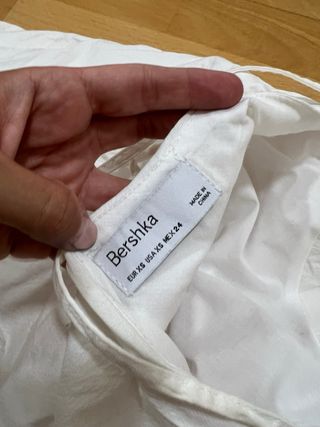 Bershka
EUR XS USA XS MEX 24
MADE IN
CHINA